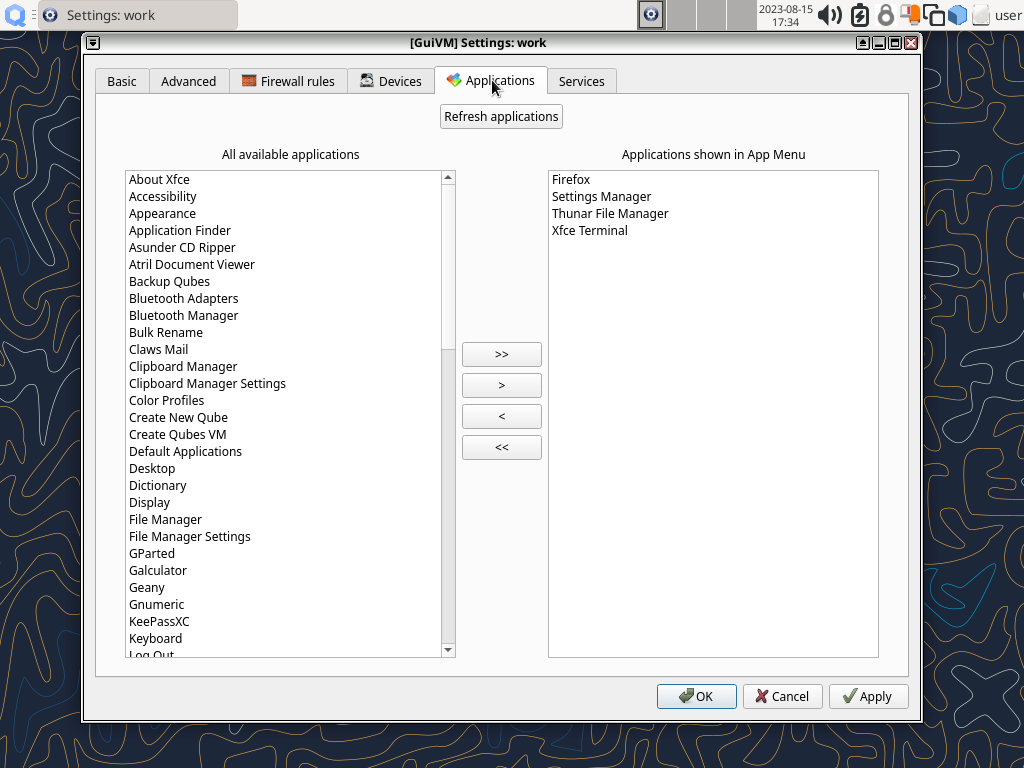 Settings: work
2023-08-15
17:34
user
[GuiVM] Settings: work
Basic
Advanced
Firewall rules
Devices
Applications
Services
Refresh applications
All available applications
Applications shown in App Menu
About Xfce
Accessibility
Appearance
Application Finder
Asunder CD Ripper
Atril Document Viewer
Backup Qubes
Bluetooth Adapters
Bluetooth Manager
Bulk Rename
Claws Mail
Clipboard Manager
Clipboard Manager Settings
Color Profiles
Create New Qube
Create Qubes VM
Default Applications
Desktop
Dictionary
Display
File Manager
File Manager Settings
GParted
Galculator
Geany
Gnumeric
KeePassXC
Keyboard
Log Out
>>
>
<
<<
Firefox
Settings Manager
Thunar File Manager
Xfce Terminal
OK
Cancel
Apply